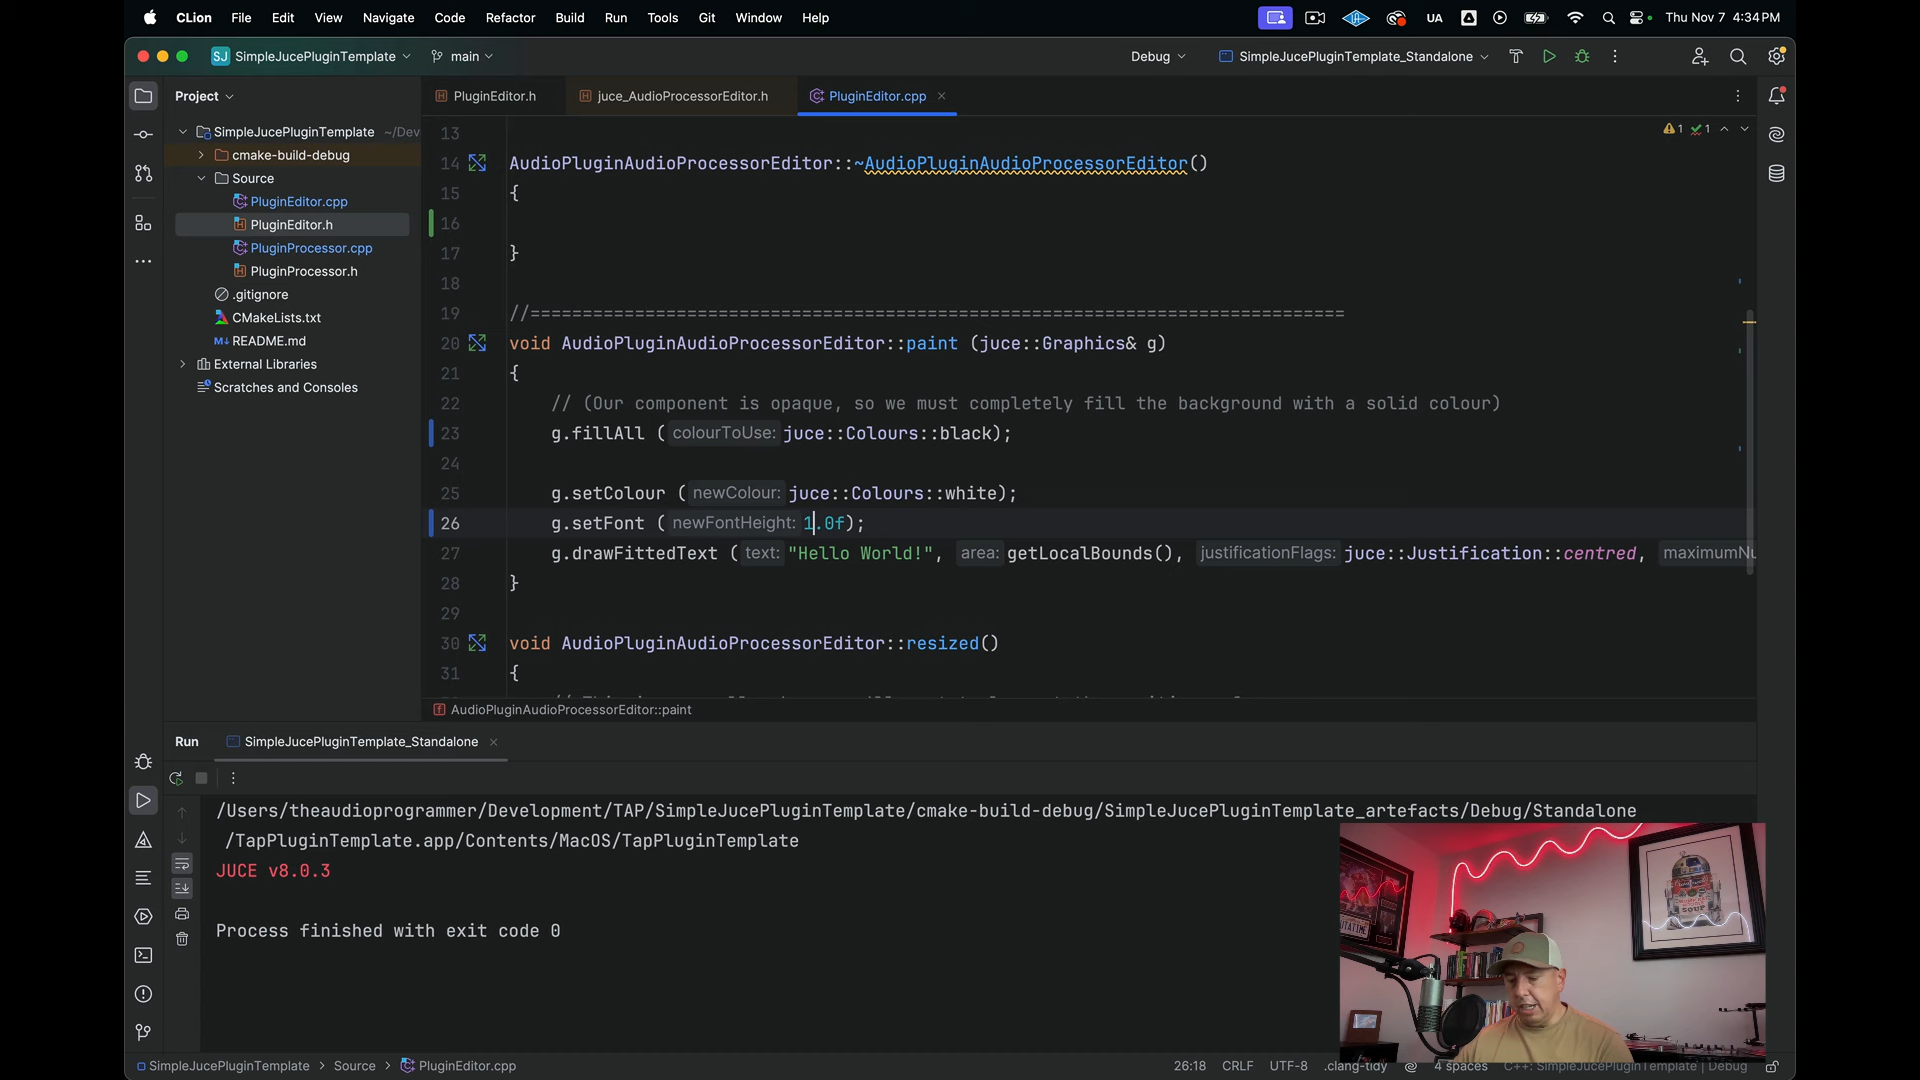 CLion File Edit View Navigate Code Refactor Build Run Tools Git Window Help UA Thu Nov 7 4:34 PM
SJ SimpleJucePluginTemplate main Debug SimpleJucePluginTemplate_Standalone
Project PluginEditor.h juce_AudioProcessorEditor.h PluginEditor.cpp
SimpleJucePluginTemplate ~/Dev
cmake-build-debug
Source
PluginEditor.cpp
PluginEditor.h
PluginProcessor.cpp
PluginProcessor.h
.gitignore
CMakeLists.txt
README.md
External Libraries
Scratches and Consoles
1 1
13
14 AudioPluginAudioProcessorEditor::~AudioPluginAudioProcessorEditor()
15 {
16
17 }
18
19 //==============================================================================
20 void AudioPluginAudioProcessorEditor::paint (juce::Graphics& g)
21 {
22 // (Our component is opaque, so we must completely fill the background with a solid colour)
23 g.fillAll (colourToUse: juce::Colours::black);
24
25 g.setColour (newColour: juce::Colours::white);
26 g.setFont (newFontHeight: 1.0f);
27 g.drawFittedText (text: "Hello World!", area: getLocalBounds(), justificationFlags: juce::Justification::centred, maximumNu
28 }
29
30 void AudioPluginAudioProcessorEditor::resized()
31 {
AudioPluginAudioProcessorEditor::paint
Run SimpleJucePluginTemplate_Standalone
/Users/theaudioprogrammer/Development/TAP/SimpleJucePluginTemplate/cmake-build-debug/SimpleJucePluginTemplate_artefacts/Debug/Standalone
/TapPluginTemplate.app/Contents/MacOS/TapPluginTemplate
JUCE v8.0.3
Process finished with exit code 0
SOUP
SimpleJucePluginTemplate Source PluginEditor.cpp 26:18 CRLF UTF-8 .clang-tidy 4 spaces C++: SimpleJucePluginTemplate | Debug